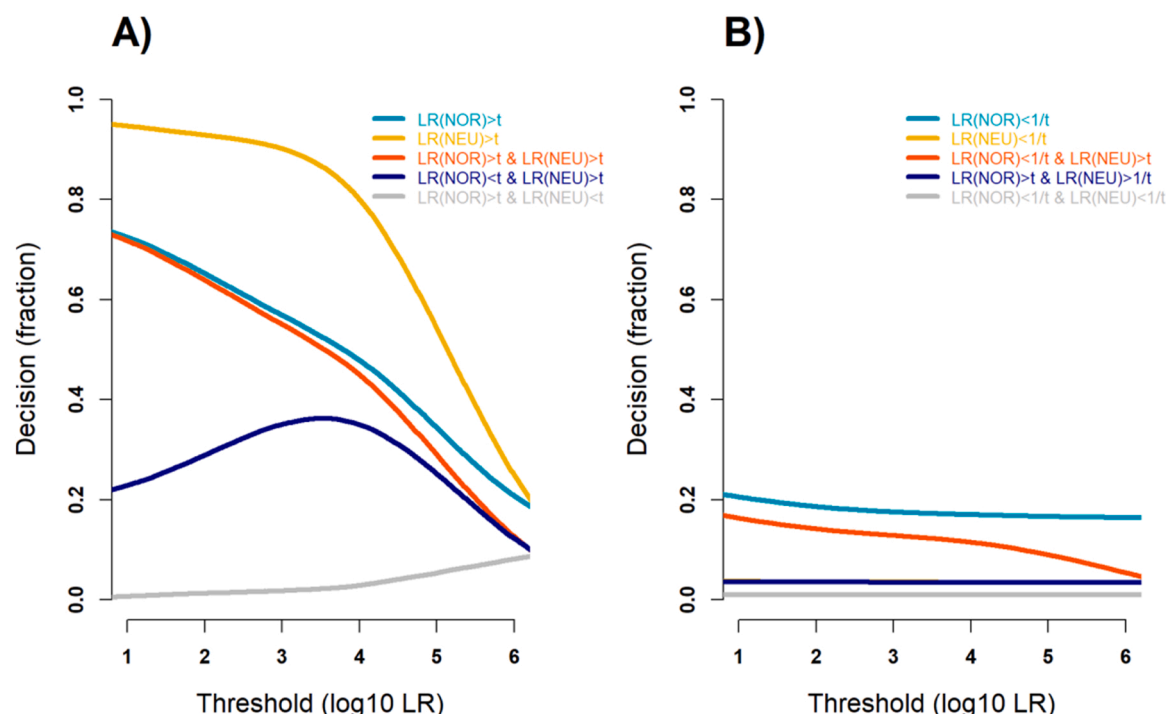 A)
Decision (fraction)
1.0
0.8
0.6
0.4
0.2
0.0
LR(NOR)>t
LR(NEU)>t
LR(NOR)>t & LR(NEU)>t
LR(NOR)<t & LR(NEU)>t
LR(NOR)>t & LR(NEU)<t
1 2 3 4 5 6
Threshold (log10 LR)
B)
Decision (fraction)
1.0
0.8
0.6
0.4
0.2
0.0
LR(NOR)<1/t
LR(NEU)<1/t
LR(NOR)<1/t & LR(NEU)>t
LR(NOR)>t & LR(NEU)>1/t
LR(NOR)<1/t & LR(NEU)<1/t
1 2 3 4 5 6
Threshold (log10 LR)